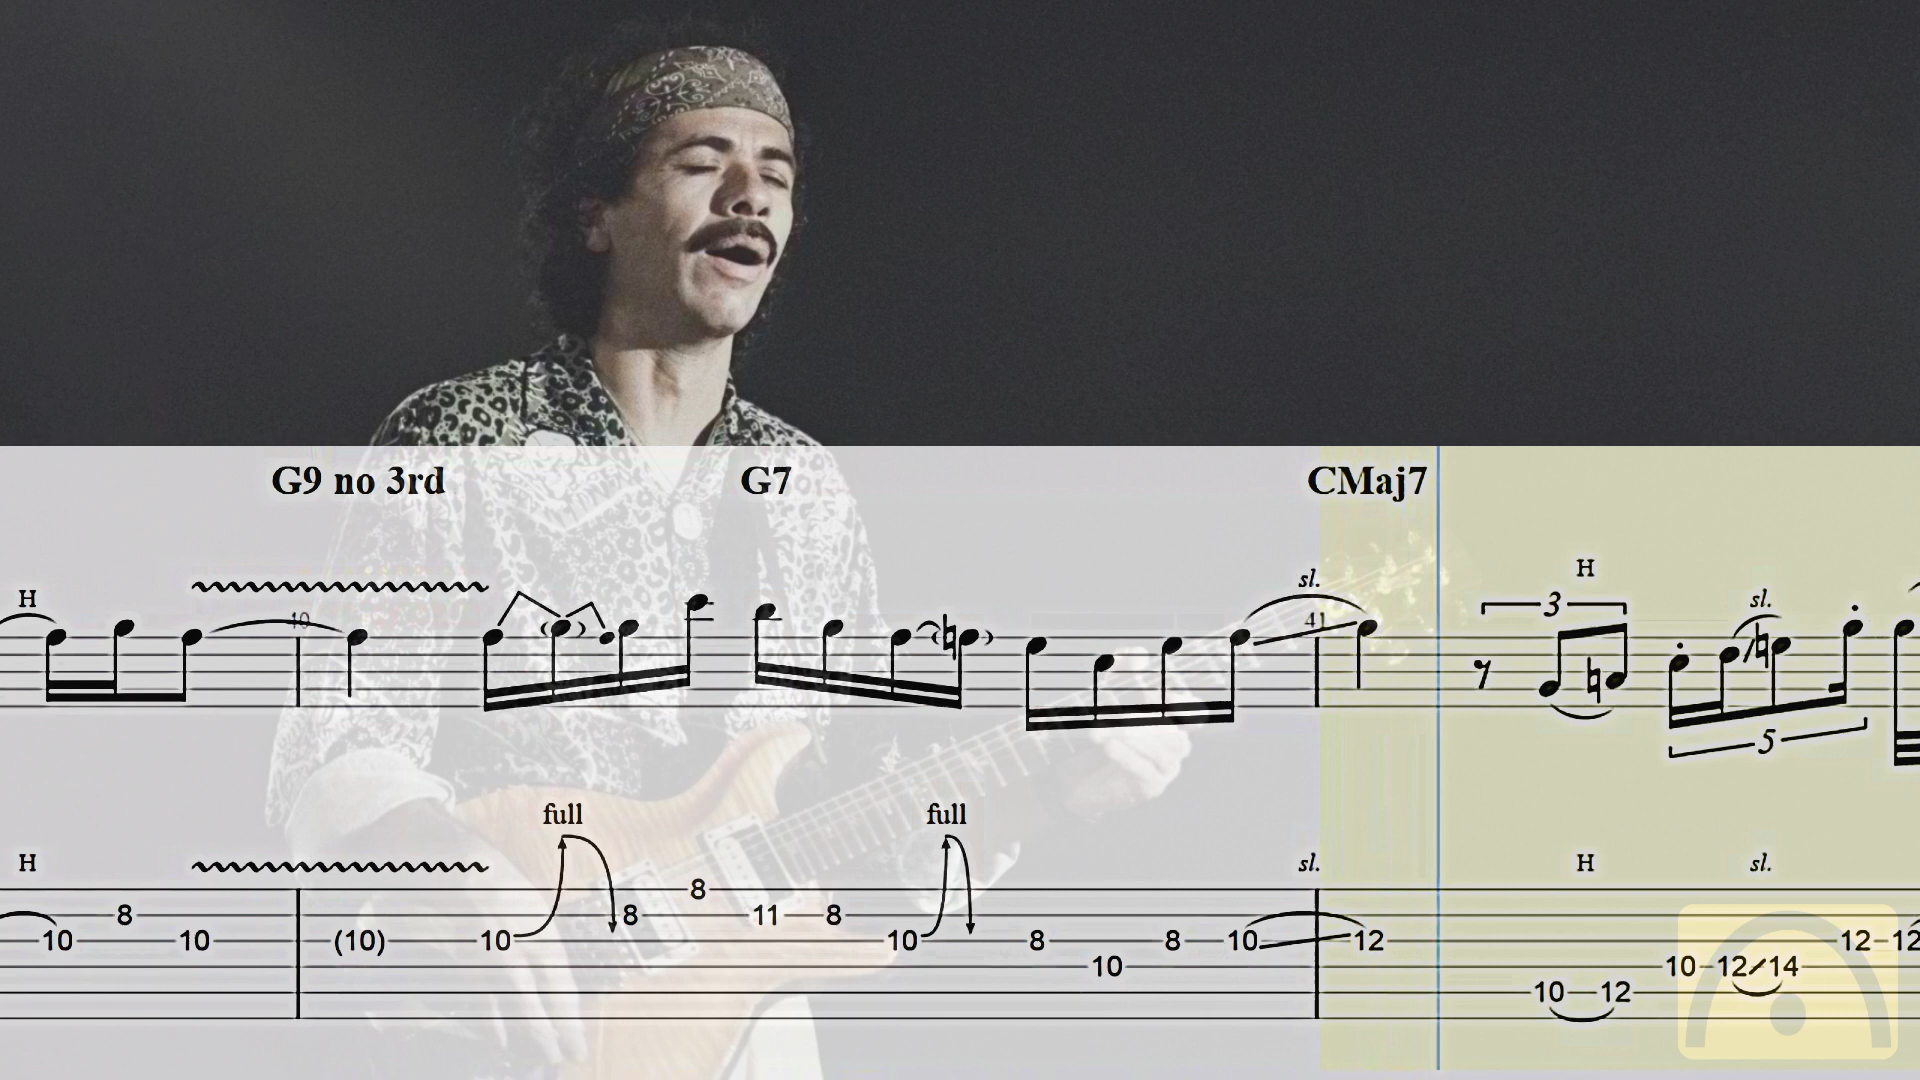 G9 no 3rd G7 CMaj7
H
sl.
H
3
sl.
40
41
5
full full
H
sl.
H
sl.
8
8 11 8
10 10 (10) 10 8 10 8 8 10 12 12 12
10 10 12 14
10 12